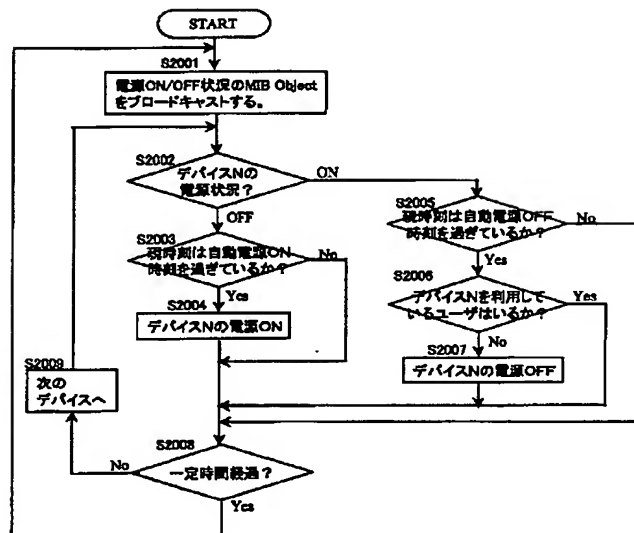 START
S2001
電源ON/OFF状況のMIB Object
をブロードキャストする。
S2002
デバイスNの
電源状況?
ON
OFF
S2003
現時刻は自動電源ON
時刻を過ぎているか?
No
Yes
S2004
デバイスNの電源ON
S2005
現時刻は自動電源OFF
時刻を過ぎているか?
No
Yes
S2006
デバイスNを利用して
いるユーザはいるか?
Yes
No
S2007
デバイスNの電源OFF
S2009
次の
デバイスへ
S2008
一定時間経過?
No
Yes